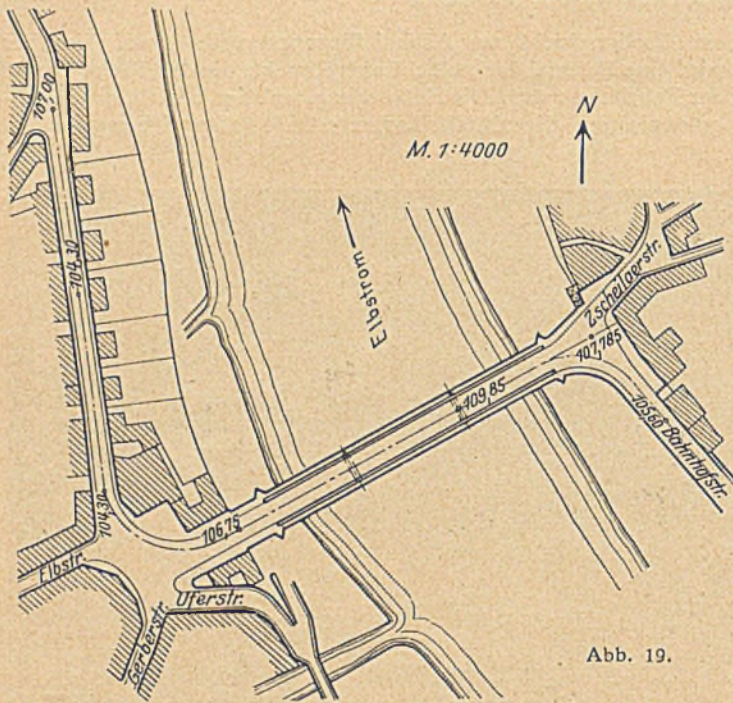 107,00
M. 1:4000
N
Elbstrom
104,30
Zscheilaerstr.
107,785
109,85
105,60 Bahnhofstr.
104,30
106,75
Elbstr.
Uferstr.
Gerberstr.
Abb. 19.